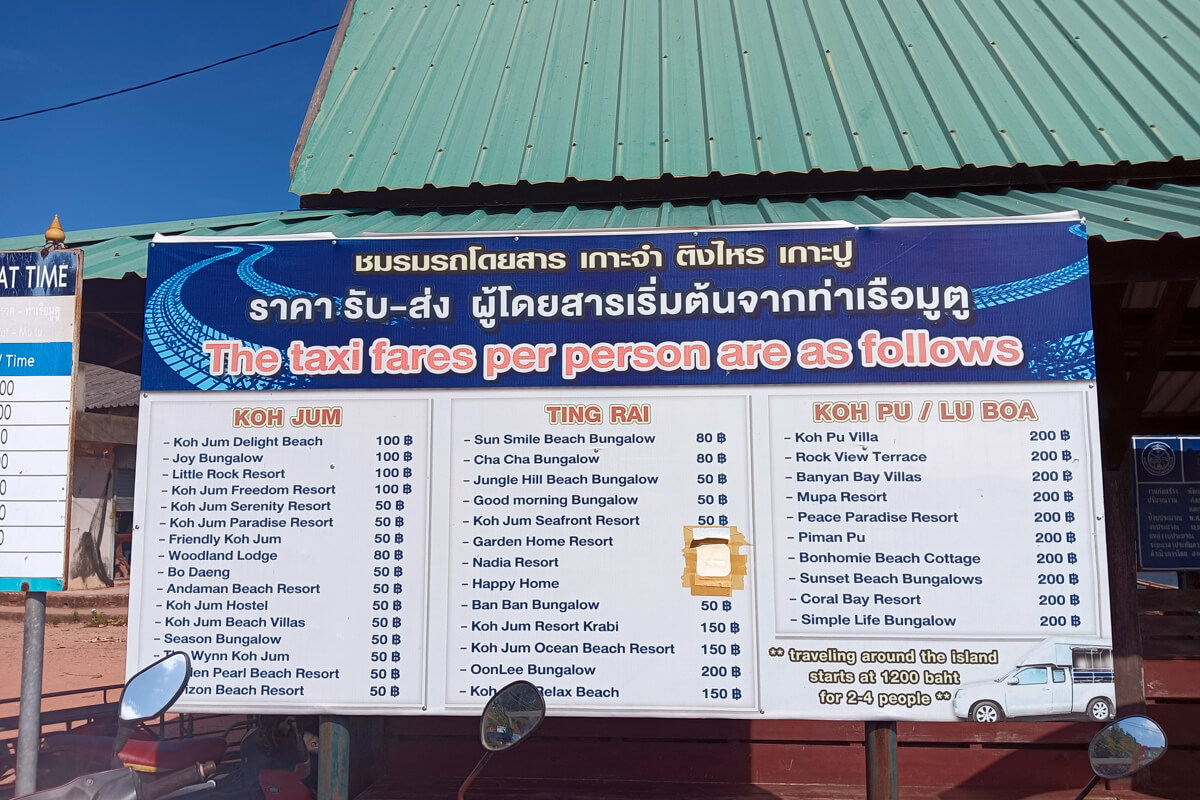 AT TIME
/ Time
ชมรมรถโดยสาร เกาะจำ ติงไหร เกาะปู
ราคา รับ-ส่ง ผู้โดยสารเริ่มต้นจากท่าเรือมูตู
The taxi fares per person are as follows
KOH JUM
- Koh Jum Delight Beach 100 ฿
- Joy Bungalow 100 ฿
- Little Rock Resort 100 ฿
- Koh Jum Freedom Resort 100 ฿
- Koh Jum Serenity Resort 50 ฿
- Koh Jum Paradise Resort 50 ฿
- Friendly Koh Jum 50 ฿
- Woodland Lodge 80 ฿
- Bo Daeng 50 ฿
- Andaman Beach Resort 50 ฿
- Koh Jum Hostel 50 ฿
- Koh Jum Beach Villas 50 ฿
- Season Bungalow 50 ฿
Wynn Koh Jum 50 ฿
Pearl Beach Resort 50 ฿
Beach Resort 50 ฿
TING RAI
- Sun Smile Beach Bungalow 80 ฿
- Cha Cha Bungalow 80 ฿
- Jungle Hill Beach Bungalow 50 ฿
- Good morning Bungalow 50 ฿
- Koh Jum Seafront Resort 50 ฿
- Garden Home Resort
- Nadia Resort
- Happy Home
- Ban Ban Bungalow 50 ฿
- Koh Jum Resort Krabi 150 ฿
- Koh Jum Ocean Beach Resort 150 ฿
- OonLee Bungalow 200 ฿
- Koh Relax Beach 150 ฿
KOH PU / LU BOA
- Koh Pu Villa 200 ฿
- Rock View Terrace 200 ฿
- Banyan Bay Villas 200 ฿
- Mupa Resort 200 ฿
- Peace Paradise Resort 200 ฿
- Piman Pu 200 ฿
- Bonhomie Beach Cottage 200 ฿
- Sunset Beach Bungalows 200 ฿
- Coral Bay Resort 200 ฿
- Simple Life Bungalow 200 ฿
** traveling around the island
starts at 1200 baht
for 2-4 people **